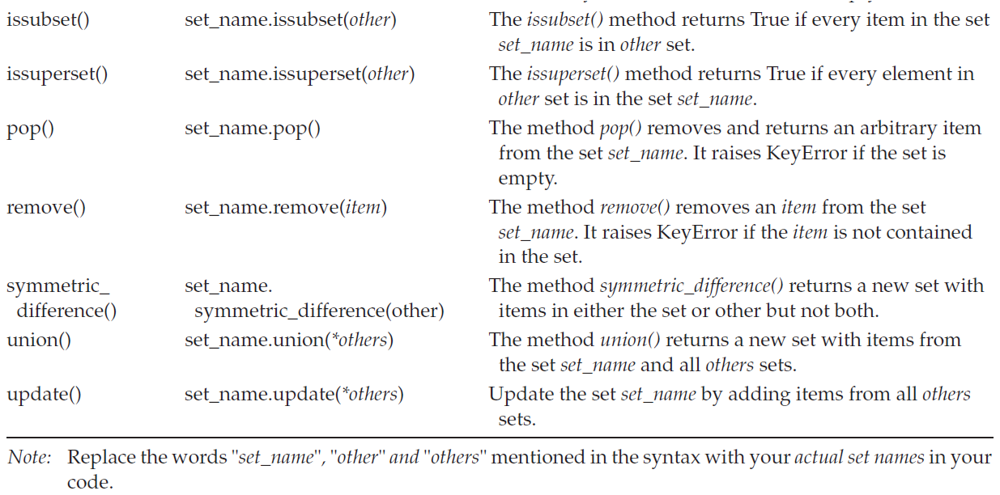 issubset() set_name.issubset(other) The issubset() method returns True if every item in the set
set_name is in other set.
issuperset() set_name.issuperset(other) The issuperset() method returns True if every element in
other set is in the set set_name.
pop() set_name.pop() The method pop() removes and returns an arbitrary item
from the set set_name. It raises KeyError if the set is
empty.
remove() set_name.remove(item) The method remove() removes an item from the set
set_name. It raises KeyError if the item is not contained
in the set.
symmetric_ set_name. The method symmetric_difference() returns a new set with
difference() symmetric_difference(other) items in either the set or other but not both.
union() set_name.union(*others) The method union() returns a new set with items from
the set set_name and all others sets.
update() set_name.update(*others) Update the set set_name by adding items from all others
sets.
Note: Replace the words "set_name", "other" and "others" mentioned in the syntax with your actual set names in your
code.